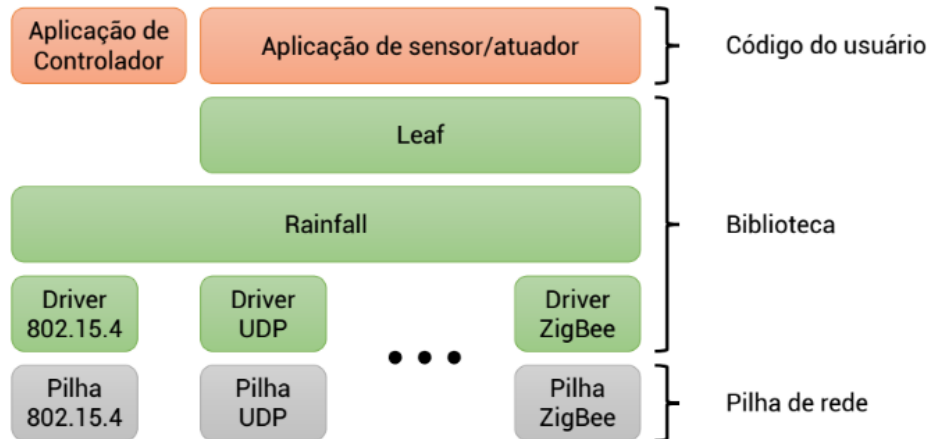 Aplicação de
Controlador
Aplicação de sensor/atuador
Código do usuário
Leaf
Rainfall
Biblioteca
Driver
802.15.4
Driver
UDP
Driver
ZigBee
Pilha
802.15.4
Pilha
UDP
Pilha
ZigBee
Pilha de rede